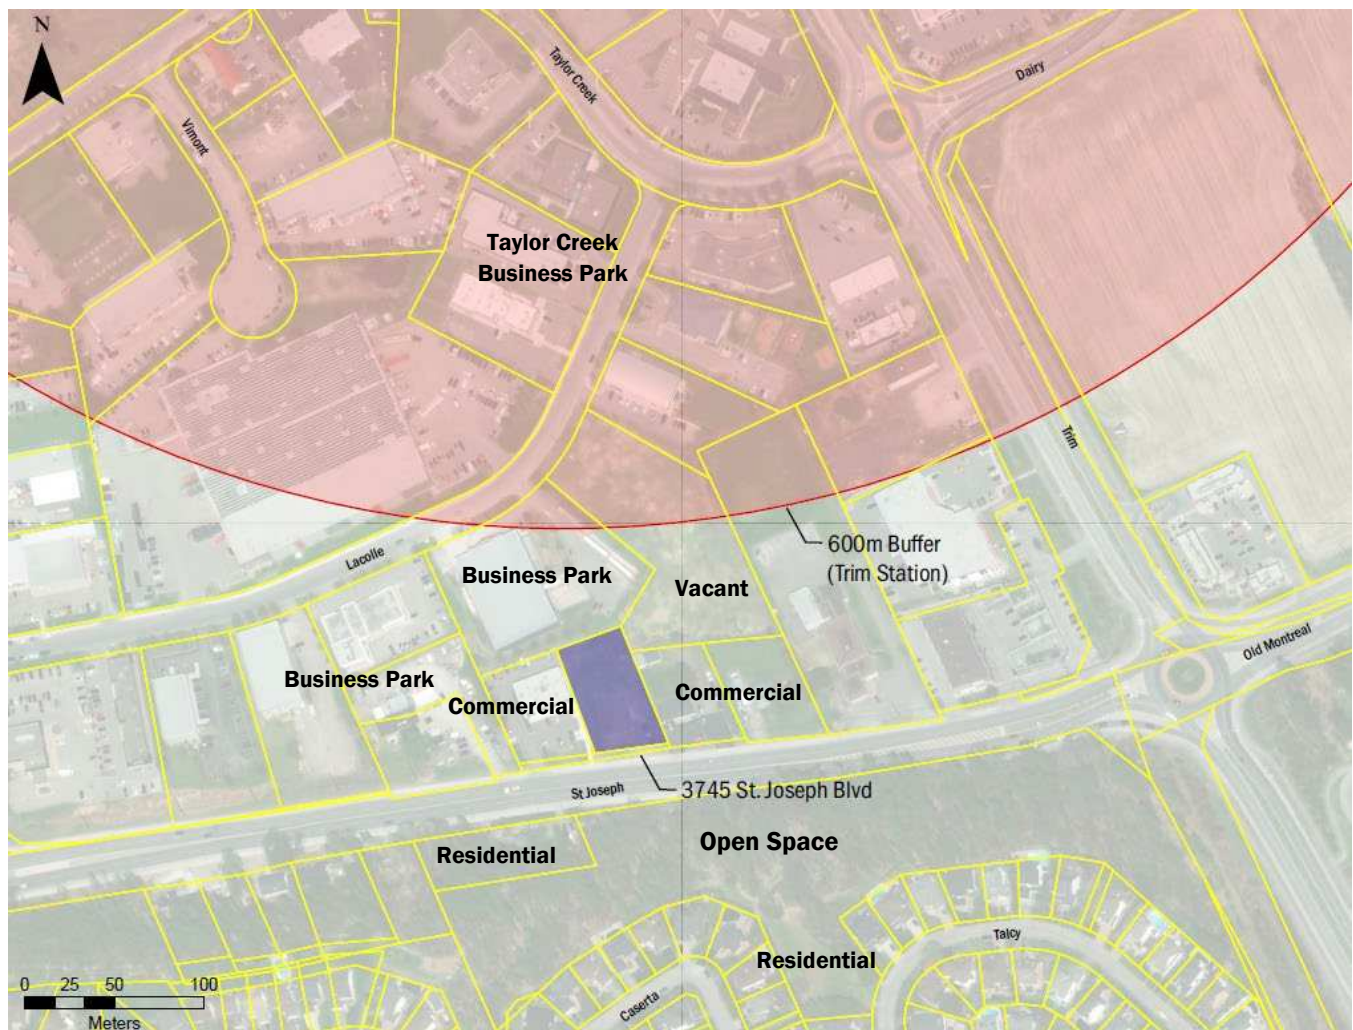 N
Taylor Creek
Dairy
Vimont
Taylor Creek
Business Park
Trim
600m Buffer
(Trim Station)
Lacolle
Business Park
Vacant
Old Montreal
Business Park
Commercial
Commercial
St Joseph
3745 St. Joseph Blvd
Open Space
Residential
Talcy
Residential
Caserta
0 25 50 100
Meters